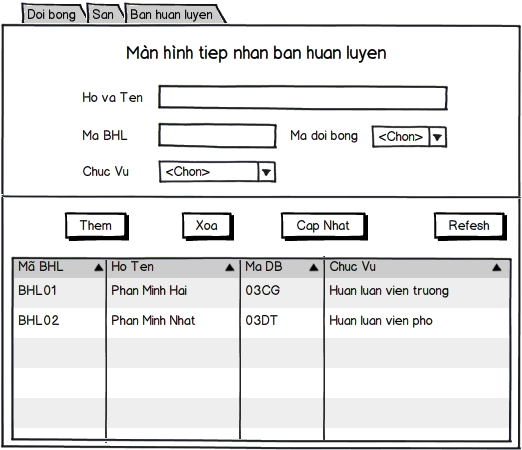 Doi bong San Ban huan luyen
Màn hình tiep nhan ban huan luyen
Ho va Ten
Ma BHL Ma doi bong <Chon>
Chuc Vu <Chon>
Them Xoa Cap Nhat Refesh
Mã BHL Ho Ten Ma DB Chuc Vu
BHL01 Phan Minh Hai 03CG Huan luan vien truong
BHL02 Phan Minh Nhat 03DT Huan luan vien pho